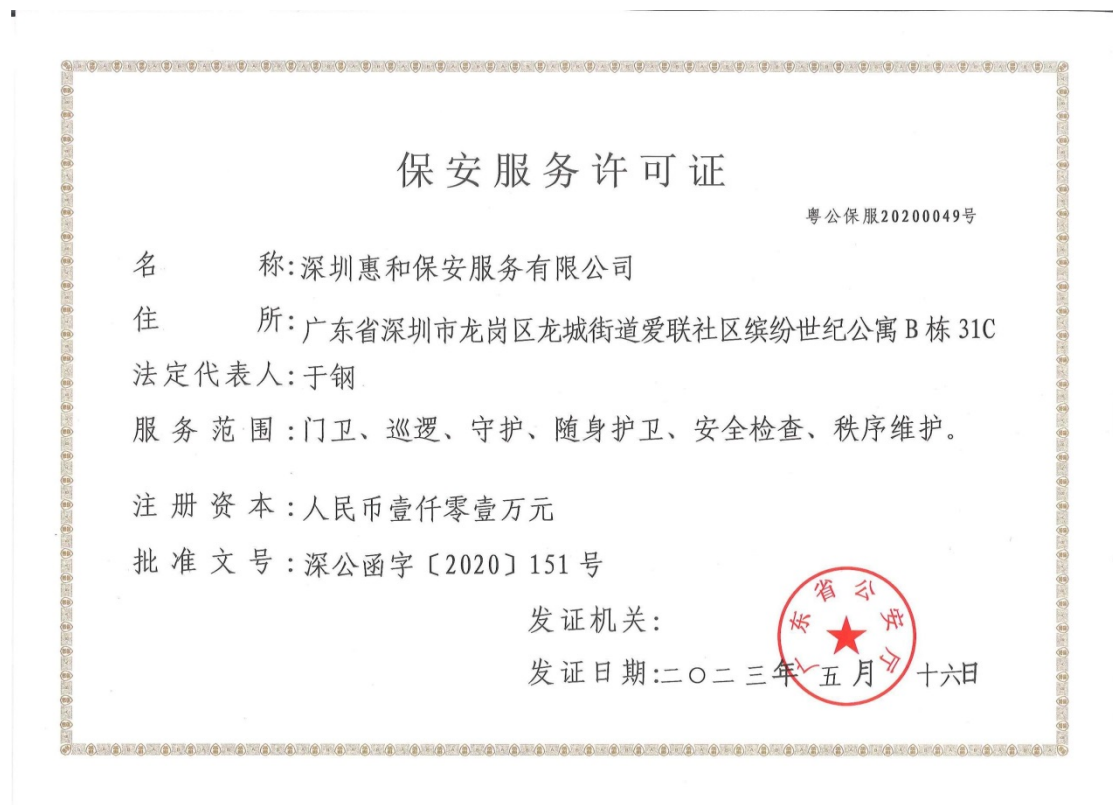 保安服务许可证
粤公保服20200049号
名 称:深圳惠和保安服务有限公司
住 所:广东省深圳市龙岗区龙城街道爱联社区缤纷世纪公寓 B 栋 31C
法定代表人:于钢
服务范围:门卫、巡逻、守护、随身护卫、安全检查、秩序维护。
注册资本:人民币壹仟零壹万元
批准文号:深公函字〔2020〕151 号
发证机关:
广东省公安厅
发证日期:二〇二三年 五月 十六日